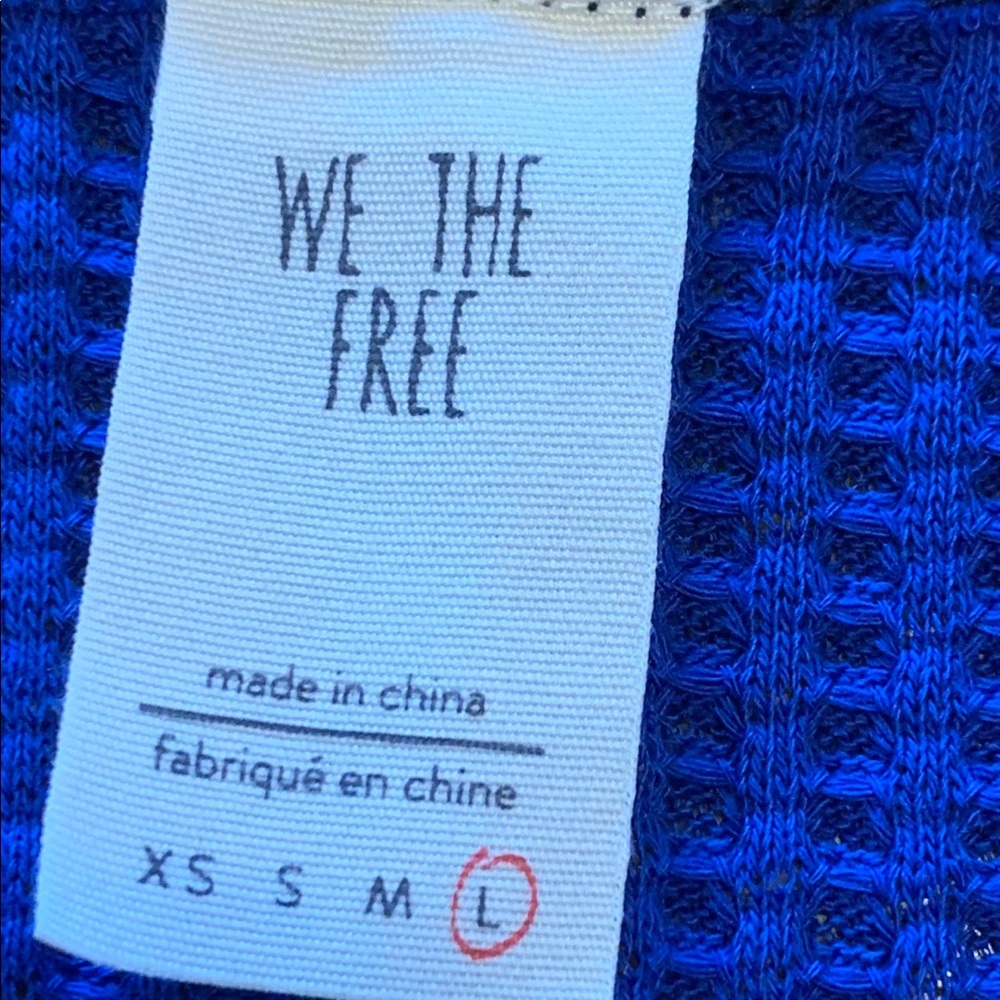 WE THE
FREE
made in china
fabriqué en chine
XS S M L